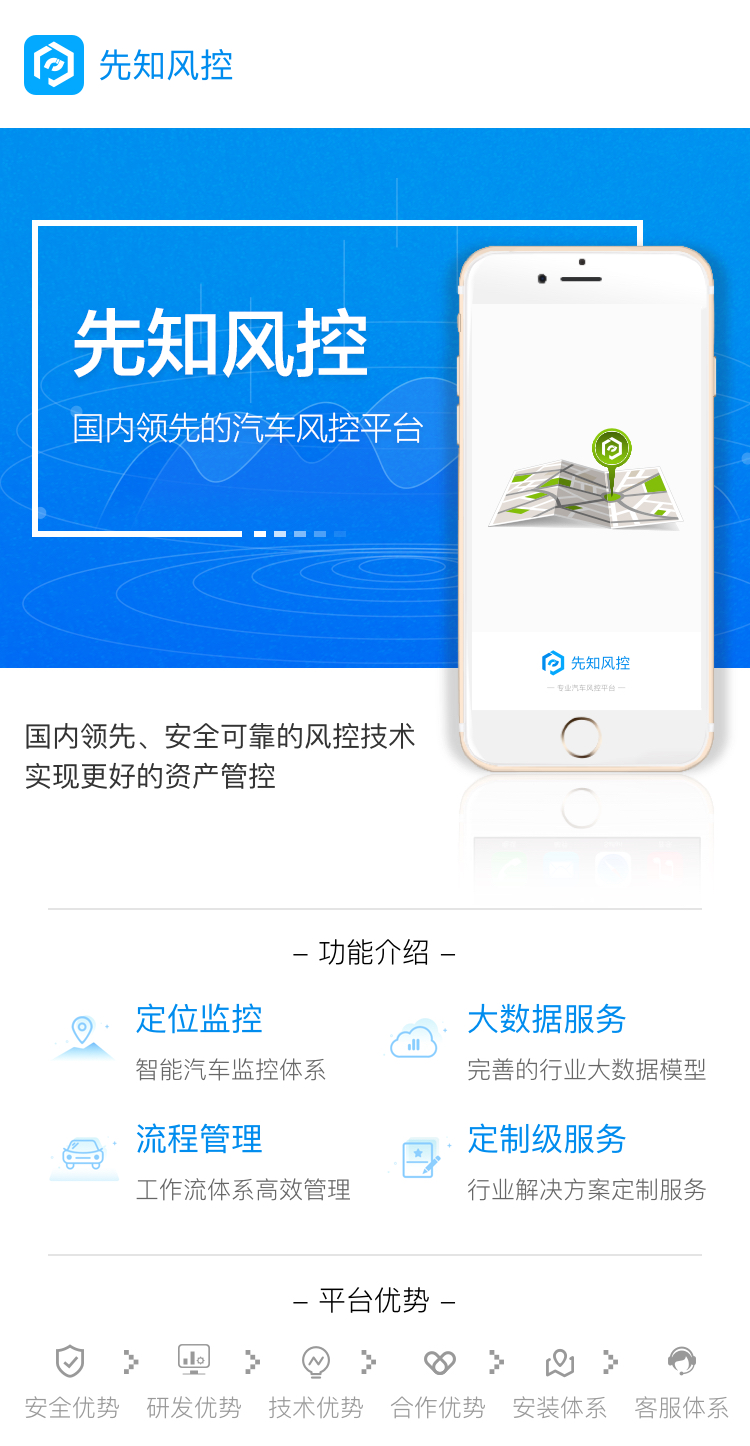 先知风控
先知风控
国内领先的汽车风控平台
先知风控
— 专业汽车风控平台 —
国内领先、安全可靠的风控技术
实现更好的资产管控
– 功能介绍 –
定位监控
智能汽车监控体系
大数据服务
完善的行业大数据模型
流程管理
工作流体系高效管理
定制级服务
行业解决方案定制服务
– 平台优势 –
安全优势
研发优势
技术优势
合作优势
安装体系
客服体系